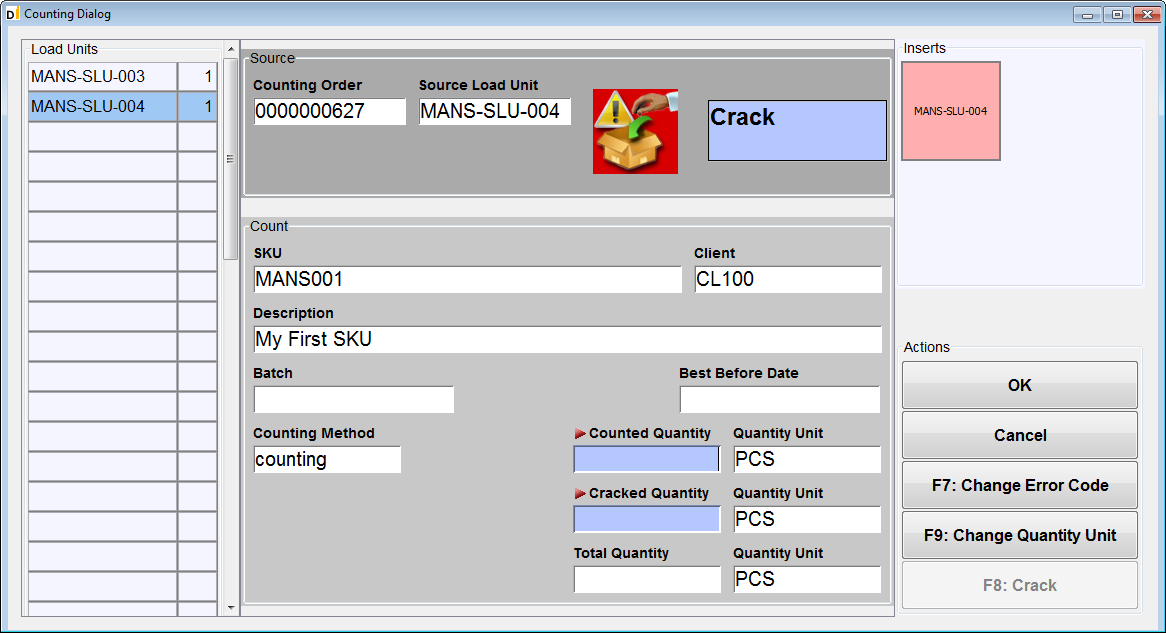 DI Counting Dialog
Load Units
MANS-SLU-003 1
MANS-SLU-004 1
Source
Counting Order Source Load Unit
0000000627 MANS-SLU-004
Crack
Count
SKU Client
MANS001 CL100
Description
My First SKU
Batch Best Before Date
Counting Method Counted Quantity Quantity Unit
counting PCS
Cracked Quantity Quantity Unit
PCS
Total Quantity Quantity Unit
PCS
Inserts
MANS-SLU-004
Actions
OK
Cancel
F7: Change Error Code
F9: Change Quantity Unit
F8: Crack